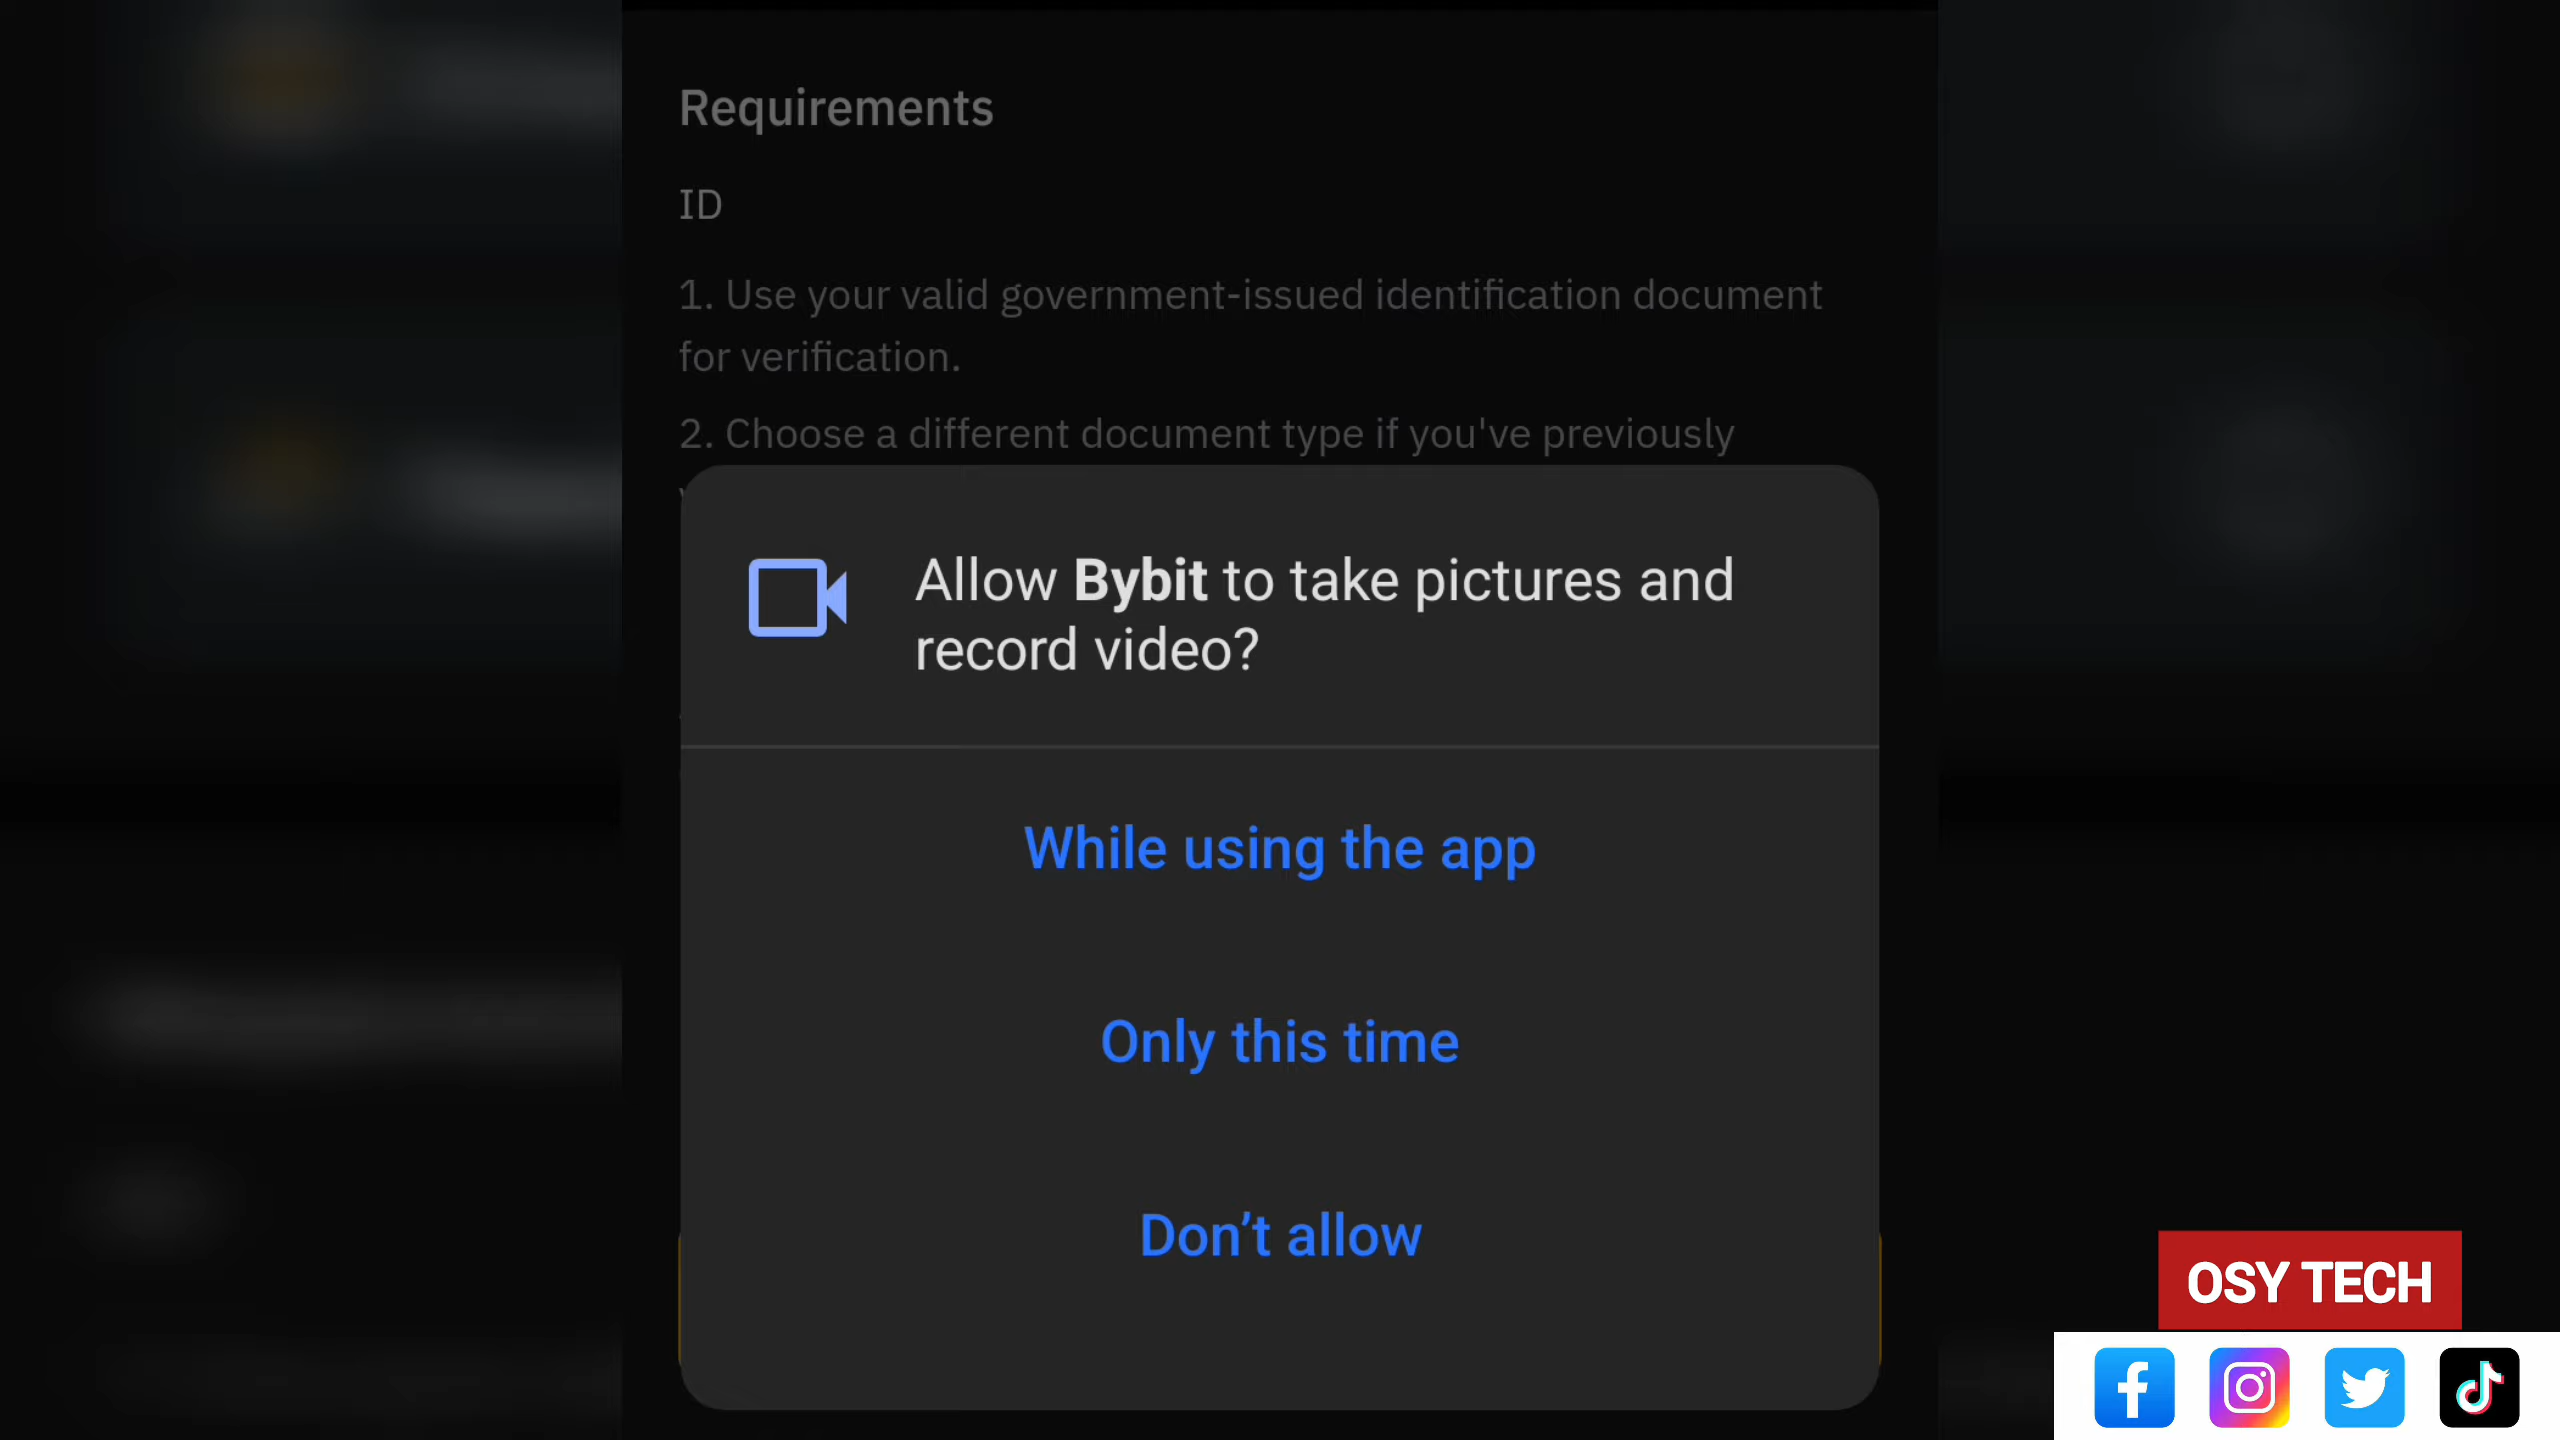 Requirements
ID
1. Use your valid government-issued identification document
for verification.
2. Choose a different document type if you've previously
Allow Bybit to take pictures and
record video?
While using the app
Only this time
Don't allow
OSY TECH